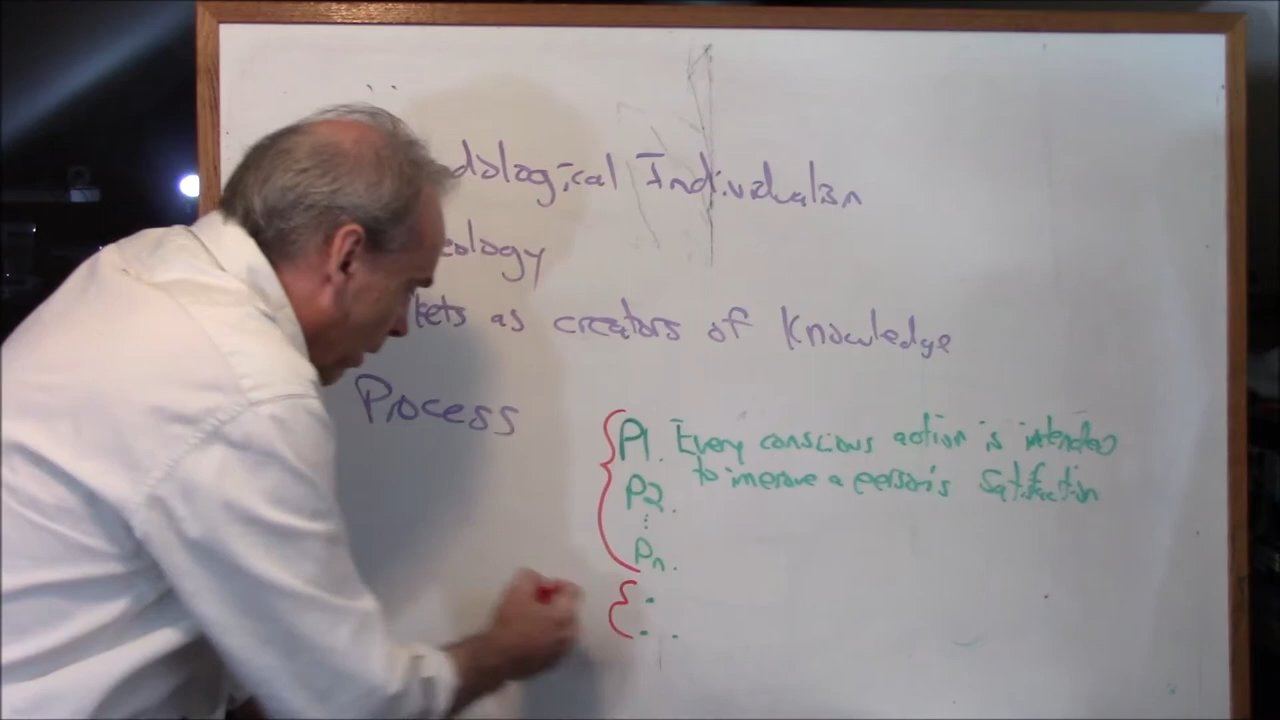 dological Individualism
eology
kets as creators of Knowledge
Process
P1. Every conscious action is intended
to improve a person's Satisfaction
P2.
Pn.